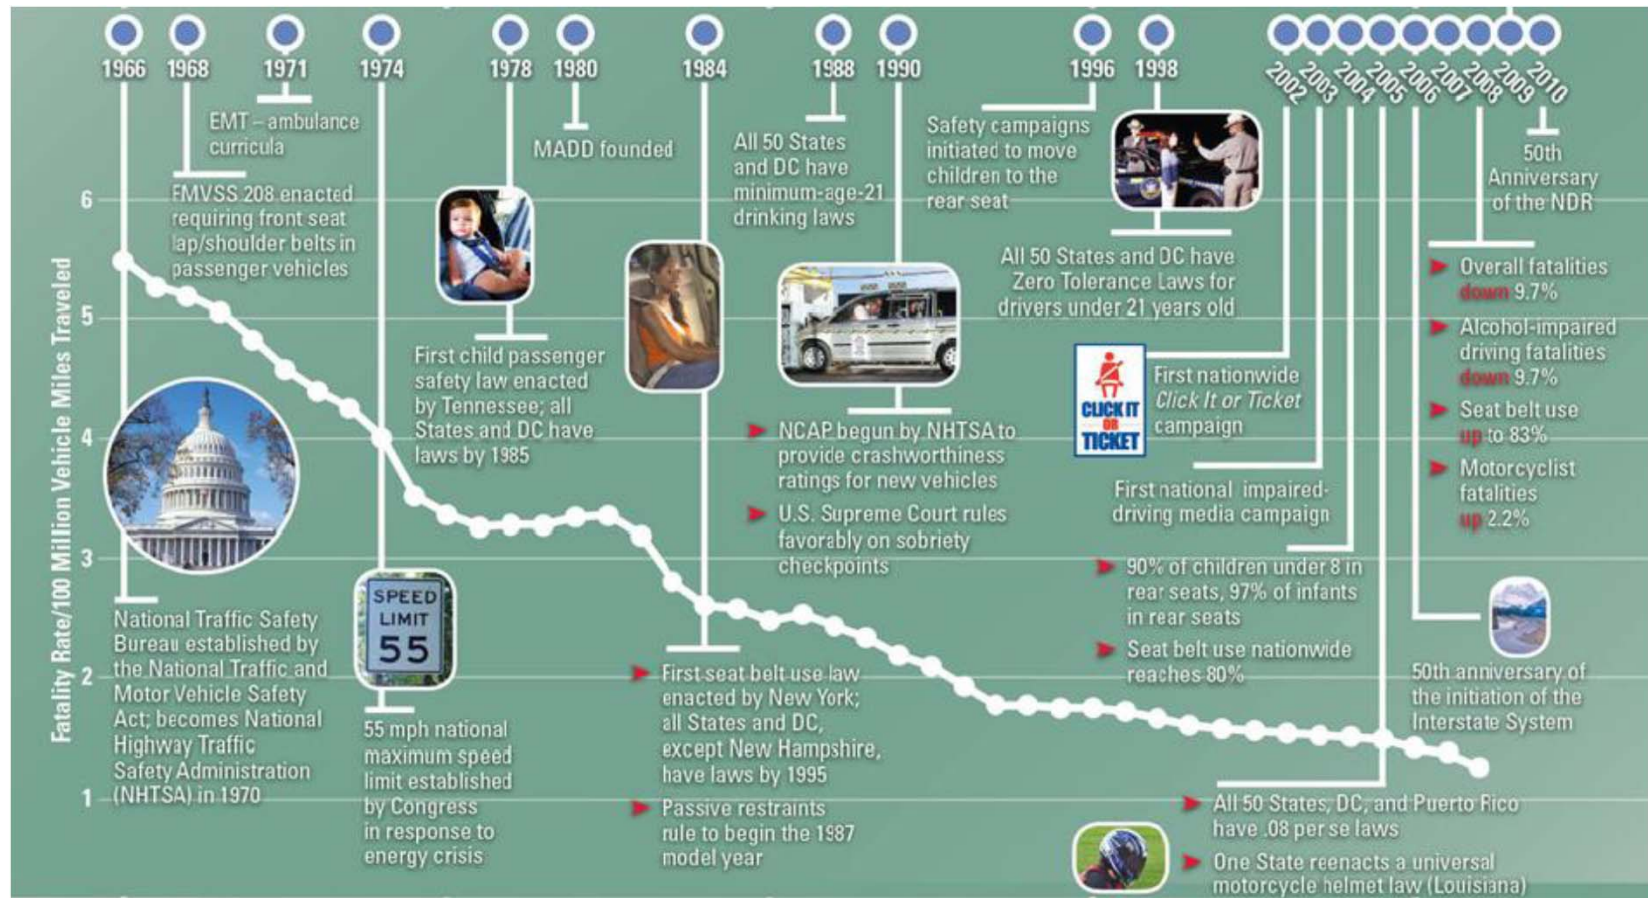 1966
1968
1971
1974
1978
1980
1984
1988
1990
1996
1998
2002
2003
2004
2005
2006
2007
2008
2009
2010
Fatality Rate/100 Million Vehicle Miles Traveled
6
5
4
3
2
1
National Traffic Safety
Bureau established by
the National Traffic and
Motor Vehicle Safety
Act; becomes National
Highway Traffic
Safety Administration
(NHTSA) in 1970
FMVSS 208 enacted
requiring front seat
lap/shoulder belts in
passenger vehicles
EMT – ambulance
curricula
SPEED
LIMIT
55
55 mph national
maximum speed
limit established
by Congress
in response to
energy crisis
First child passenger
safety law enacted
by Tennessee; all
States and DC have
laws by 1985
MADD founded
First seat belt use law
enacted by New York;
all States and DC,
except New Hampshire,
have laws by 1995
Passive restraints
rule to begin the 1987
model year
All 50 States
and DC have
minimum-age-21
drinking laws
NCAP begun by NHTSA to
provide crashworthiness
ratings for new vehicles
U.S. Supreme Court rules
favorably on sobriety
checkpoints
Safety campaigns
initiated to move
children to the
rear seat
All 50 States and DC have
Zero Tolerance Laws for
drivers under 21 years old
CLICK IT
OR
TICKET
First nationwide
Click It or Ticket
campaign
First national impaired-
driving media campaign
90% of children under 8 in
rear seats, 97% of infants
in rear seats
Seat belt use nationwide
reaches 80%
All 50 States, DC, and Puerto Rico
have .08 per se laws
One State reenacts a universal
motorcycle helmet law (Louisiana)
50th anniversary of
the initiation of the
Interstate System
Overall fatalities
down 9.7%
Alcohol-impaired
driving fatalities
down 9.7%
Seat belt use
up to 83%
Motorcyclist
fatalities
up 2.2%
50th
Anniversary
of the NDR